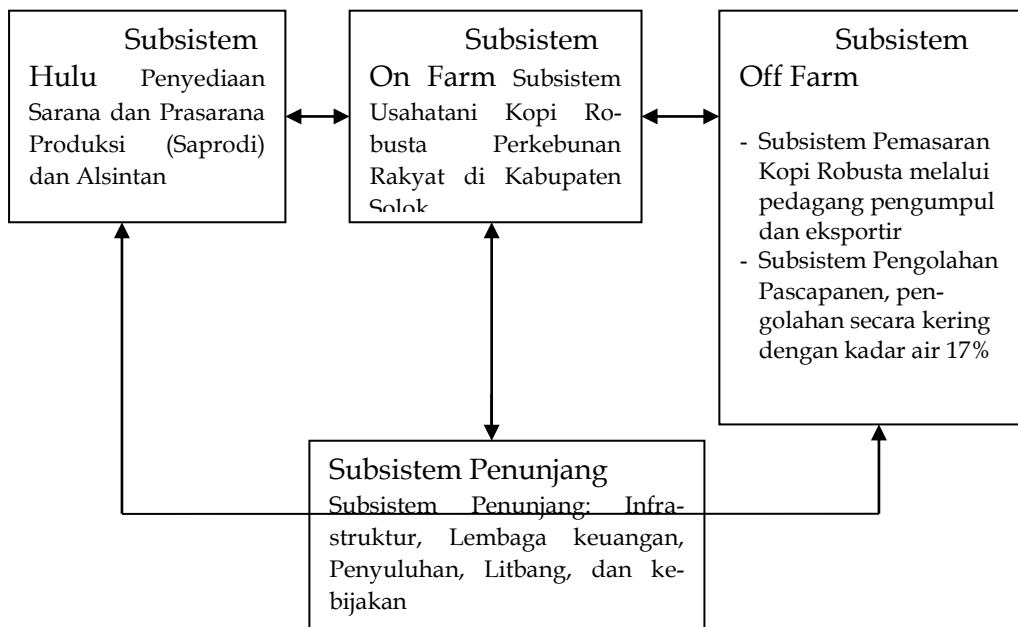 Subsistem
Hulu Penyediaan
Sarana dan Prasarana
Produksi (Saprodi)
dan Alsintan
Subsistem
On Farm Subsistem
Usahatani Kopi Ro-
busta Perkebunan
Rakyat di Kabupaten
Solok
Subsistem
Off Farm
- Subsistem Pemasaran
Kopi Robusta melalui
pedagang pengumpul
dan eksportir
- Subsistem Pengolahan
Pascapanen, pen-
golahan secara kering
dengan kadar air 17%
Subsistem Penunjang
Subsistem Penunjang: Infra-
struktur, Lembaga keuangan,
Penyuluhan, Litbang, dan ke-
bijakan